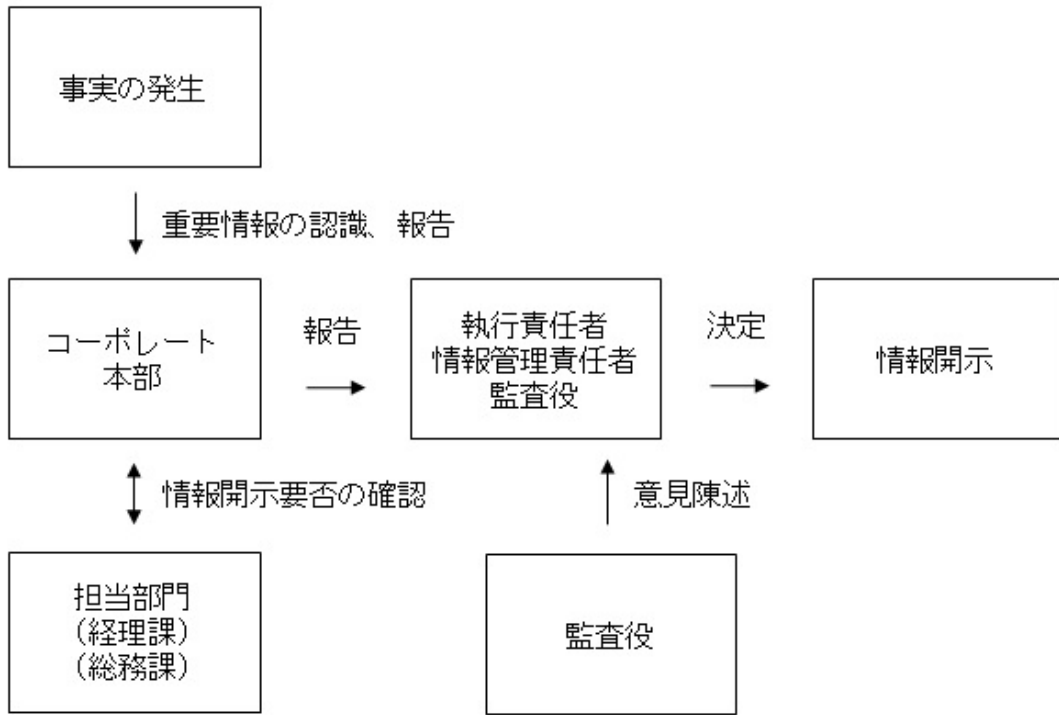 事実の発生
重要情報の認識、報告
コーポレート
本部
報告
執行責任者
情報管理責任者
監査役
決定
情報開示
情報開示要否の確認
意見陳述
担当部門
(経理課)
(総務課)
監査役